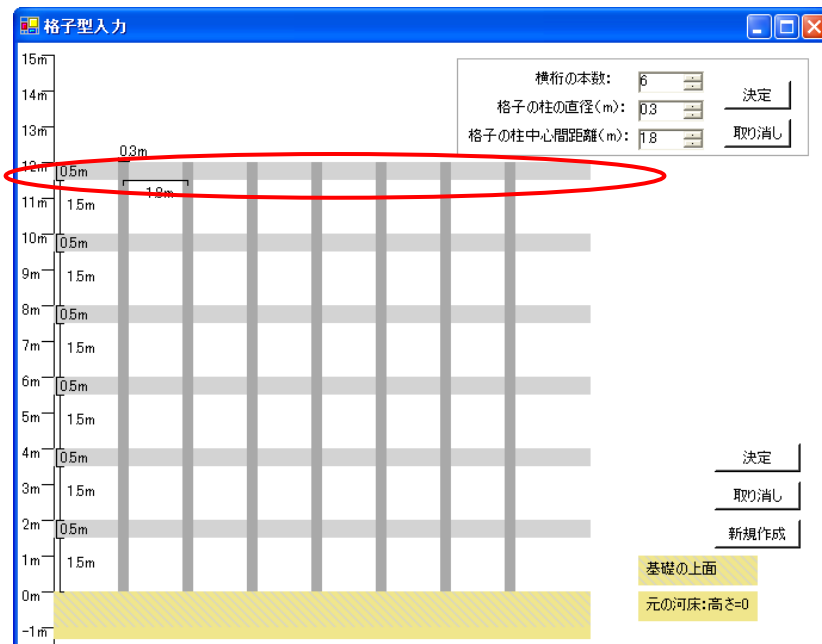 格子型入力
15m
14m
13m
12m
11m
10m
9m
8m
7m
6m
5m
4m
3m
2m
1m
0m
-1m
横桁の本数: 6
格子の柱の直径(m): 0.3
格子の柱中心間距離(m): 1.8
決定
取り消し
0.3m
0.5m
1.8m
1.5m
0.5m
1.5m
0.5m
1.5m
0.5m
1.5m
0.5m
1.5m
0.5m
1.5m
決定
取り消し
新規作成
基礎の上面
元の河床:高さ=0